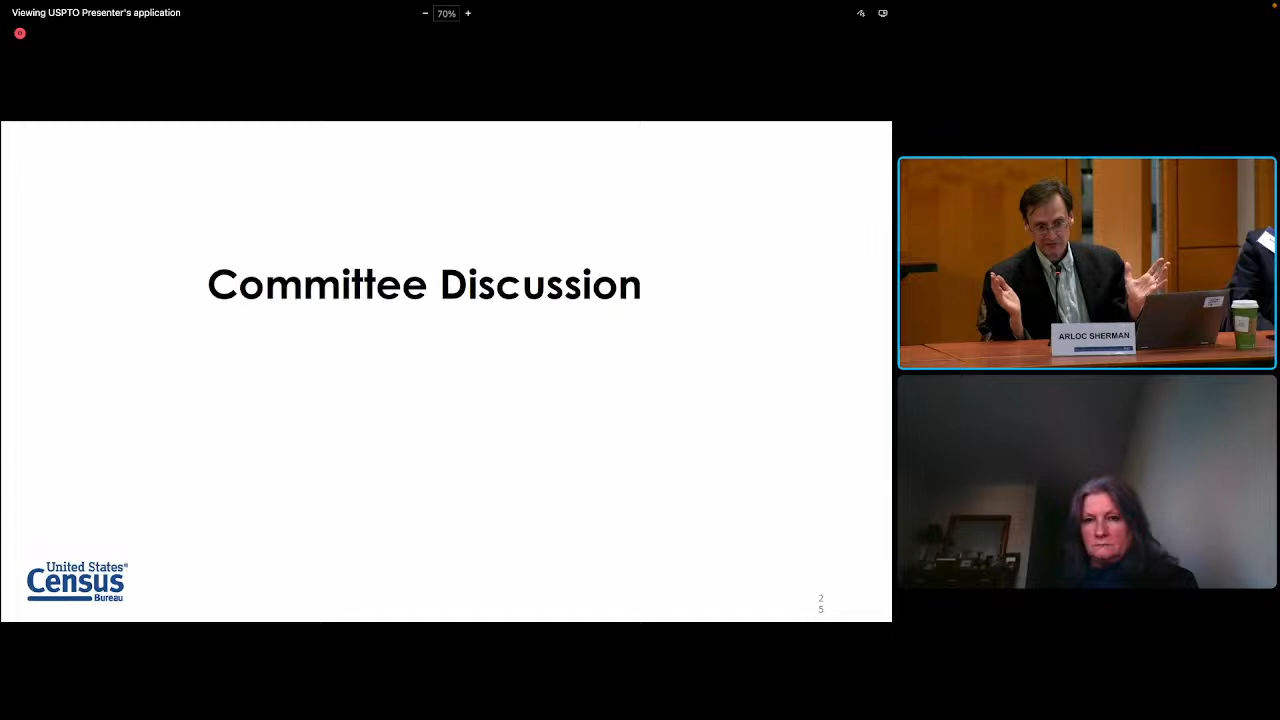 Viewing USPTO Presenter's application
− 70% +
Committee Discussion
United States®
Census
Bureau
2
5
ARLOC SHERMAN